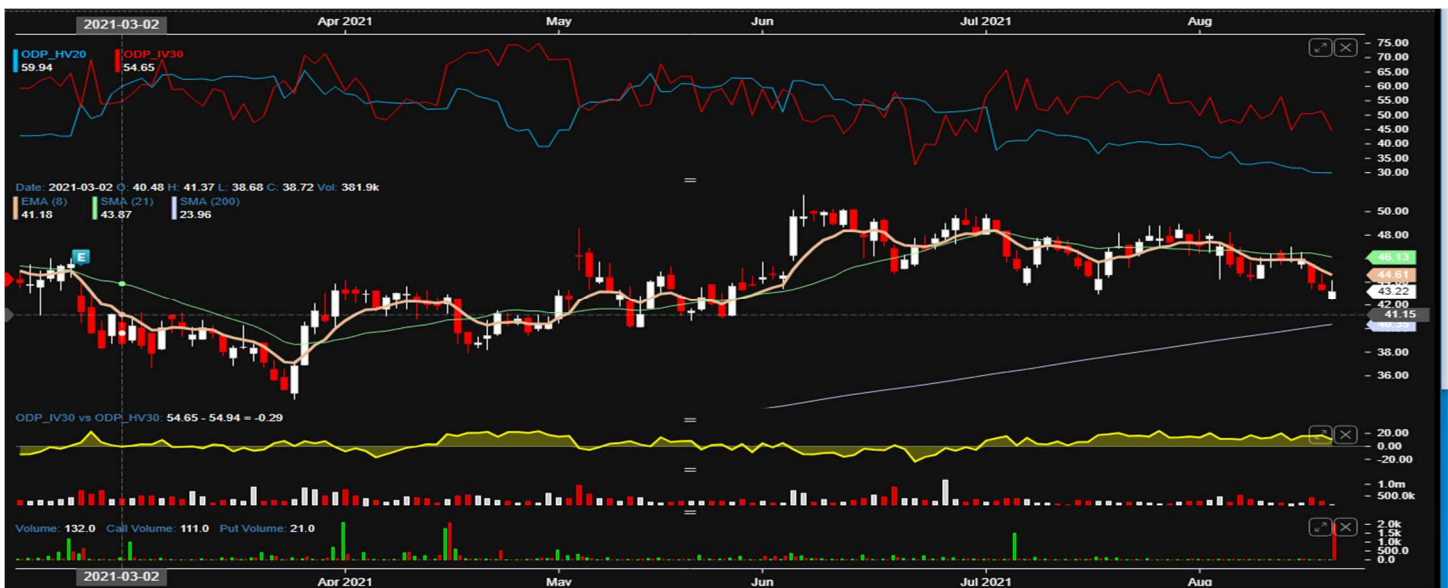 2021-03-02 Apr 2021 May Jun Jul 2021 Aug
ODP_HV20 ODP_IV30
59.94 54.65
75.00
70.00
65.00
60.00
55.00
50.00
45.00
40.00
35.00
30.00
Date: 2021-03-02 O: 40.48 H: 41.37 L: 38.68 C: 38.72 Vol: 381.9k
EMA (8) SMA (21) SMA (200)
41.18 43.87 23.96
E
50.00
48.00
46.13
44.61
43.22
42.00
41.15
40.35
38.00
36.00
ODP_IV30 vs ODP_HV30: 54.65 - 54.94 = -0.29
20.00
0.00
-20.00
1.0m
500.0k
Volume: 132.0 Call Volume: 111.0 Put Volume: 21.0
2.0k
1.5k
1.0k
500.0
0.0
2021-03-02 Apr 2021 May Jun Jul 2021 Aug